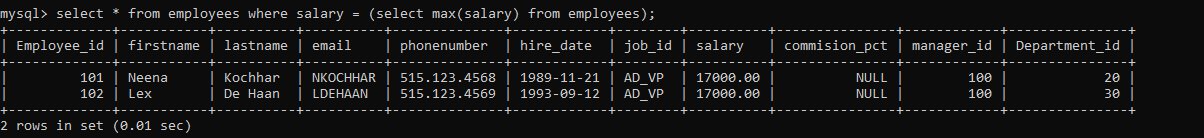 mysql> select * from employees where salary = (select max(salary) from employees);
+-------------+-----------+----------+----------+--------------+------------+--------+----------+---------------+------------+---------------+
| Employee_id | firstname | lastname | email    | phonenumber  | hire_date  | job_id | salary   | commision_pct | manager_id | Department_id |
+-------------+-----------+----------+----------+--------------+------------+--------+----------+---------------+------------+---------------+
|         101 | Neena     | Kochhar  | NKOCHHAR | 515.123.4568 | 1989-11-21 | AD_VP  | 17000.00 |          NULL |        100 |            20 |
|         102 | Lex       | De Haan  | LDEHAAN  | 515.123.4569 | 1993-09-12 | AD_VP  | 17000.00 |          NULL |        100 |            30 |
+-------------+-----------+----------+----------+--------------+------------+--------+----------+---------------+------------+---------------+
2 rows in set (0.01 sec)